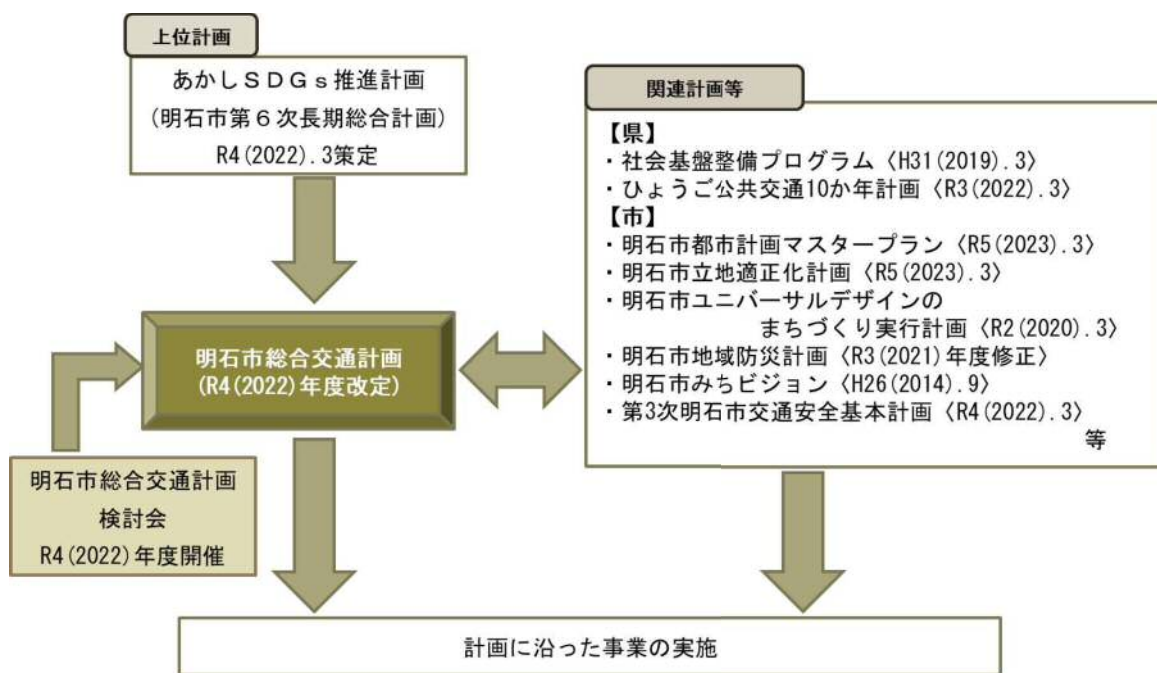 上位計画
あかしSDGs推進計画
(明石市第6次長期総合計画)
R4(2022).3策定
関連計画等
【県】
・社会基盤整備プログラム〈H31(2019).3〉
・ひょうご公共交通10か年計画〈R3(2022).3〉
【市】
・明石市都市計画マスタープラン〈R5(2023).3〉
・明石市立地適正化計画〈R5(2023).3〉
・明石市ユニバーサルデザインの
まちづくり実行計画〈R2(2020).3〉
・明石市地域防災計画〈R3(2021)年度修正〉
・明石市みちビジョン〈H26(2014).9〉
・第3次明石市交通安全基本計画〈R4(2022).3〉
等
明石市総合交通計画
(R4(2022)年度改定)
明石市総合交通計画
検討会
R4(2022)年度開催
計画に沿った事業の実施